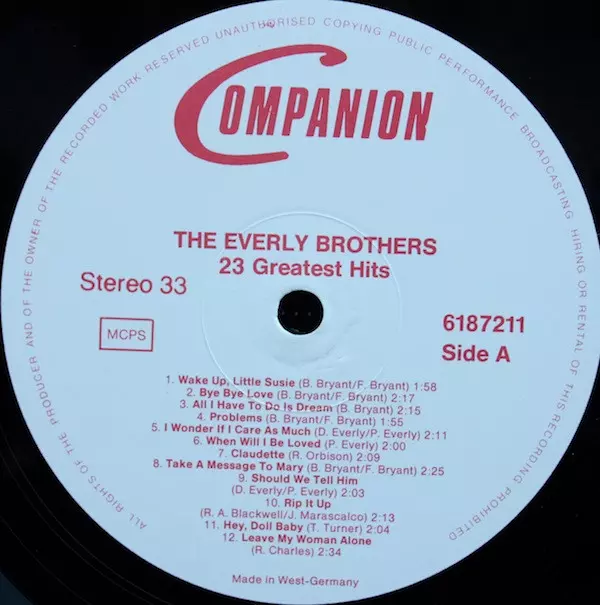 ALL RIGHTS OF THE PRODUCER AND OF THE OWNER OF THE RECORDED WORK RESERVED UNAUTHORISED COPYING PUBLIC PERFORMANCE BROADCASTING HIRING OR RENTAL OF THIS RECORDING PROHIBITED
COMPANION
THE EVERLY BROTHERS
23 Greatest Hits
Stereo 33
MCPS
6187211
Side A
1. Wake Up, Little Susie (B. Bryant/F. Bryant) 1:58
2. Bye Bye Love (B. Bryant/F. Bryant) 2:17
3. All I Have To Do Is Dream (B. Bryant) 2:15
4. Problems (B. Bryant/F. Bryant) 1:55
5. I Wonder If I Care As Much (D. Everly/P. Everly) 2:11
6. When Will I Be Loved (P. Everly) 2:00
7. Claudette (R. Orbison) 2:09
8. Take A Message To Mary (B. Bryant/F. Bryant) 2:25
9. Should We Tell Him
(D. Everly/P. Everly) 2:03
10. Rip It Up
(R. A. Blackwell/J. Marascalco) 2:13
11. Hey, Doll Baby (T. Turner) 2:04
12. Leave My Woman Alone
(R. Charles) 2:34
Made in West-Germany